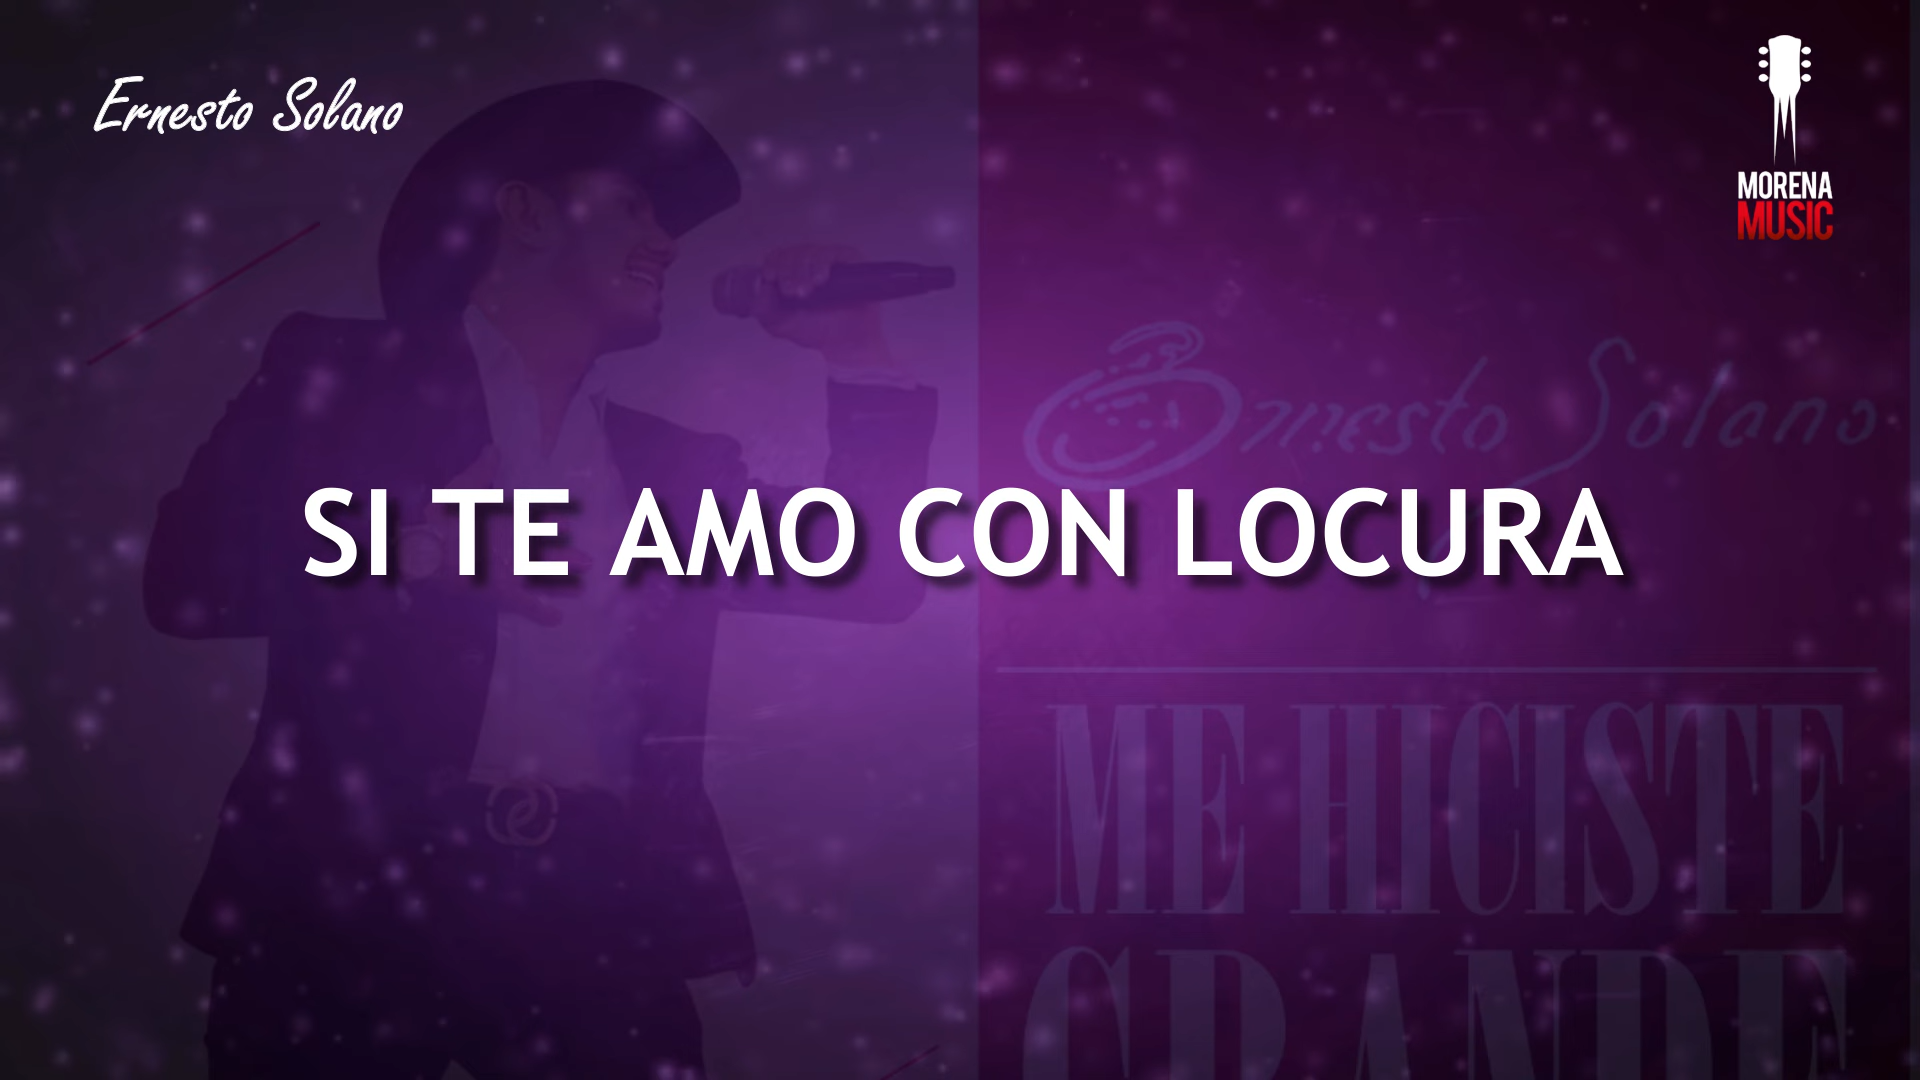 Ernesto Solano
MORENA
MUSIC
Ernesto Solano
SI TE AMO CON LOCURA
ME HICISTE
GRANDE